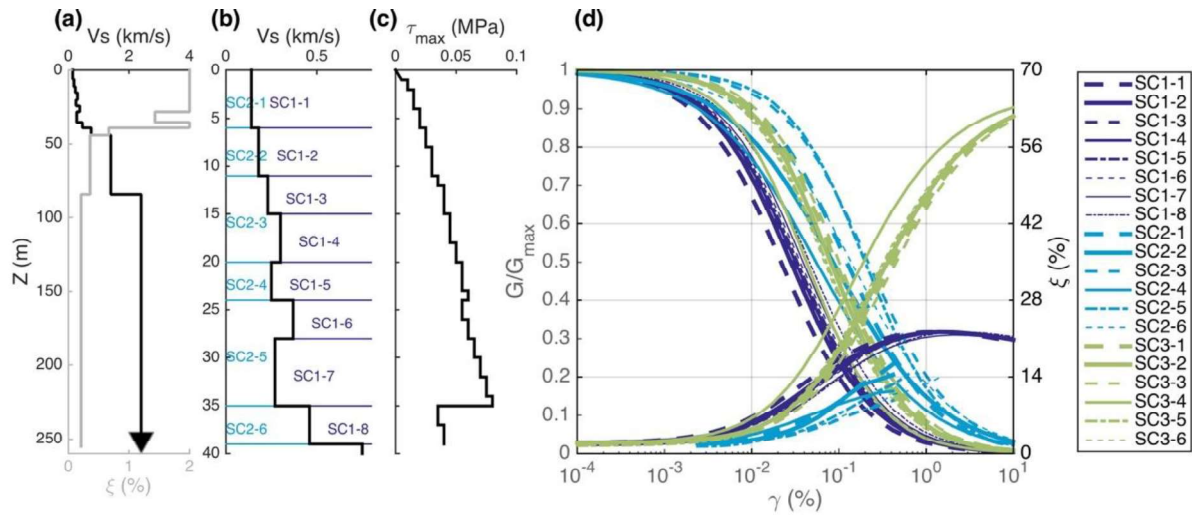 (a)
Vs (km/s)
0 2 4
0
50
100
150
200
250
Z (m)
0 1 2
ξ (%)
(b)
Vs (km/s)
0 0.5
0
5
10
15
20
25
30
35
40
SC2-1 SC1-1
SC2-2 SC1-2
SC1-3
SC2-3
SC1-4
SC2-4 SC1-5
SC1-6
SC2-5
SC1-7
SC2-6 SC1-8
(c)
τmax (MPa)
0 0.05 0.1
(d)
1
0.9
0.8
0.7
0.6
0.5
0.4
0.3
0.2
0.1
0
G/Gmax
10-4 10-3 10-2 10-1 100 101
γ (%)
70
56
42
28
14
0
ξ (%)
SC1-1
SC1-2
SC1-3
SC1-4
SC1-5
SC1-6
SC1-7
SC1-8
SC2-1
SC2-2
SC2-3
SC2-4
SC2-5
SC2-6
SC3-1
SC3-2
SC3-3
SC3-4
SC3-5
SC3-6